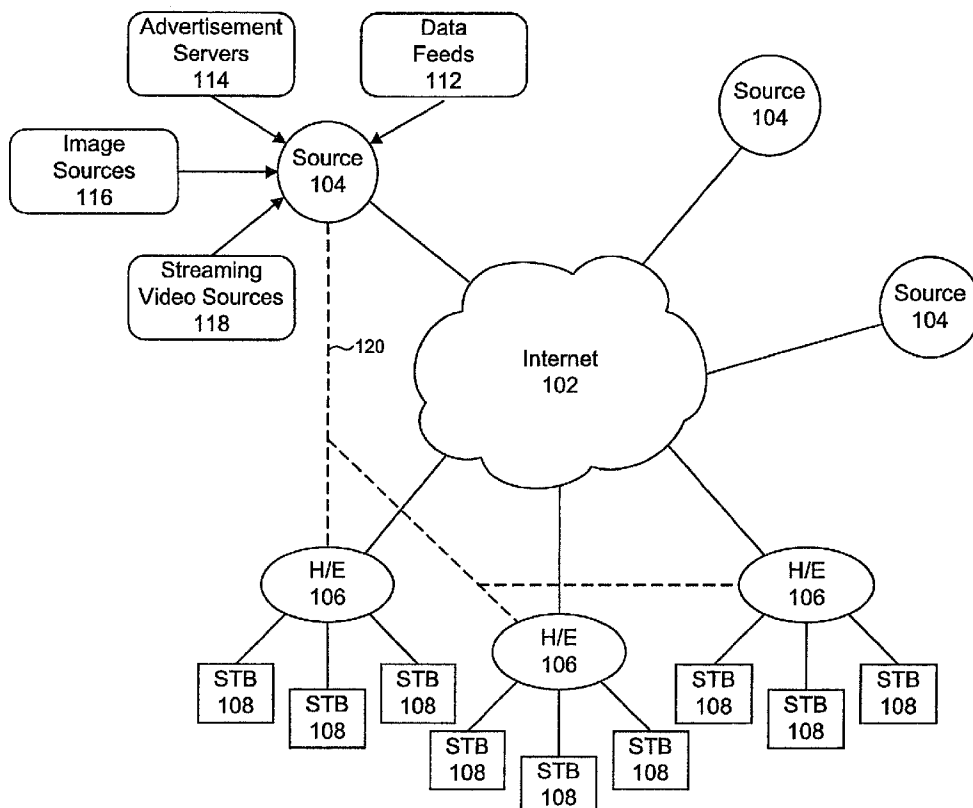 Advertisement
Servers
114
Data
Feeds
112
Source
104
Image
Sources
116
Source
104
Streaming
Video Sources
118
Source
104
120
Internet
102
H/E
106
H/E
106
H/E
106
STB
108
STB
108
STB
108
STB
108
STB
108
STB
108
STB
108
STB
108
STB
108